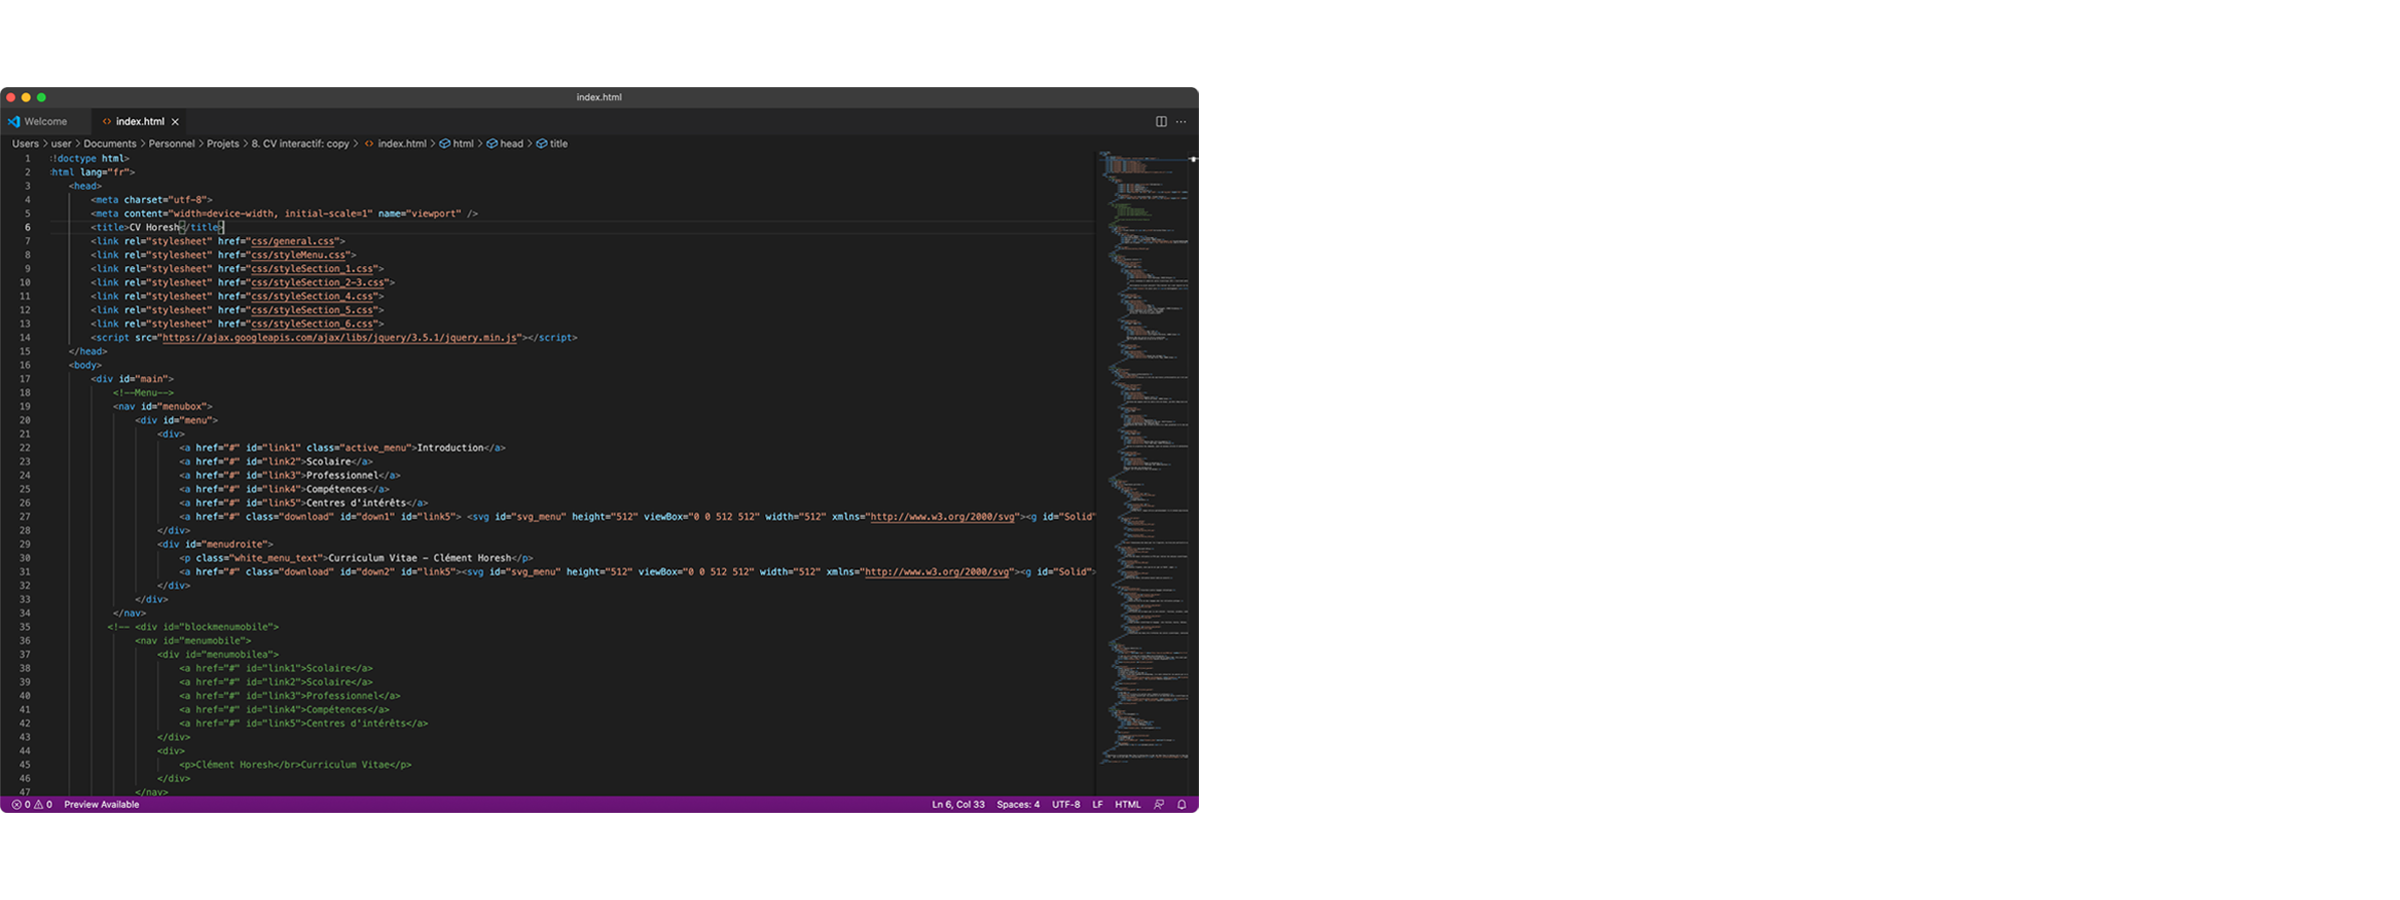 index.html
Welcome
index.html
Users > user > Documents > Personnel > Projets > 8. CV interactif: copy > index.html > html > head > title
1 !doctype html>
2 html lang="fr">
3 <head>
4 <meta charset="utf-8">
5 <meta content="width=device-width, initial-scale=1" name="viewport" />
6 <title>CV Horesh</title>
7 <link rel="stylesheet" href="css/general.css">
8 <link rel="stylesheet" href="css/styleMenu.css">
9 <link rel="stylesheet" href="css/styleSection_1.css">
10 <link rel="stylesheet" href="css/styleSection_2-3.css">
11 <link rel="stylesheet" href="css/styleSection_4.css">
12 <link rel="stylesheet" href="css/styleSection_5.css">
13 <link rel="stylesheet" href="css/styleSection_6.css">
14 <script src="https://ajax.googleapis.com/ajax/libs/jquery/3.5.1/jquery.min.js"></script>
15 </head>
16 <body>
17 <div id="main">
18 <!--Menu-->
19 <nav id="menubox">
20 <div id="menu">
21 <div>
22 <a href="#" id="link1" class="active_menu">Introduction</a>
23 <a href="#" id="link2">Scolaire</a>
24 <a href="#" id="link3">Professionnel</a>
25 <a href="#" id="link4">Compétences</a>
26 <a href="#" id="link5">Centres d'intérêts</a>
27 <a href="#" class="download" id="down1" id="link5"> <svg id="svg_menu" height="512" viewBox="0 0 512 512" width="512" xmlns="http://www.w3.org/2000/svg"><g id="Solid"
28 </div>
29 <div id="menudroite">
30 <p class="white_menu_text">Curriculum Vitae – Clément Horesh</p>
31 <a href="#" class="download" id="down2" id="link5"><svg id="svg_menu" height="512" viewBox="0 0 512 512" width="512" xmlns="http://www.w3.org/2000/svg"><g id="Solid">
32 </div>
33 </div>
34 </nav>
35 <!-- <div id="blockmenumobile">
36 <nav id="menumobile">
37 <div id="menumobilea">
38 <a href="#" id="link1">Scolaire</a>
39 <a href="#" id="link2">Scolaire</a>
40 <a href="#" id="link3">Professionnel</a>
41 <a href="#" id="link4">Compétences</a>
42 <a href="#" id="link5">Centres d'intérêts</a>
43 </div>
44 <div>
45 <p>Clément Horesh</br>Curriculum Vitae</p>
46 </div>
47 </nav>
0 0 Preview Available Ln 6, Col 33 Spaces: 4 UTF-8 LF HTML